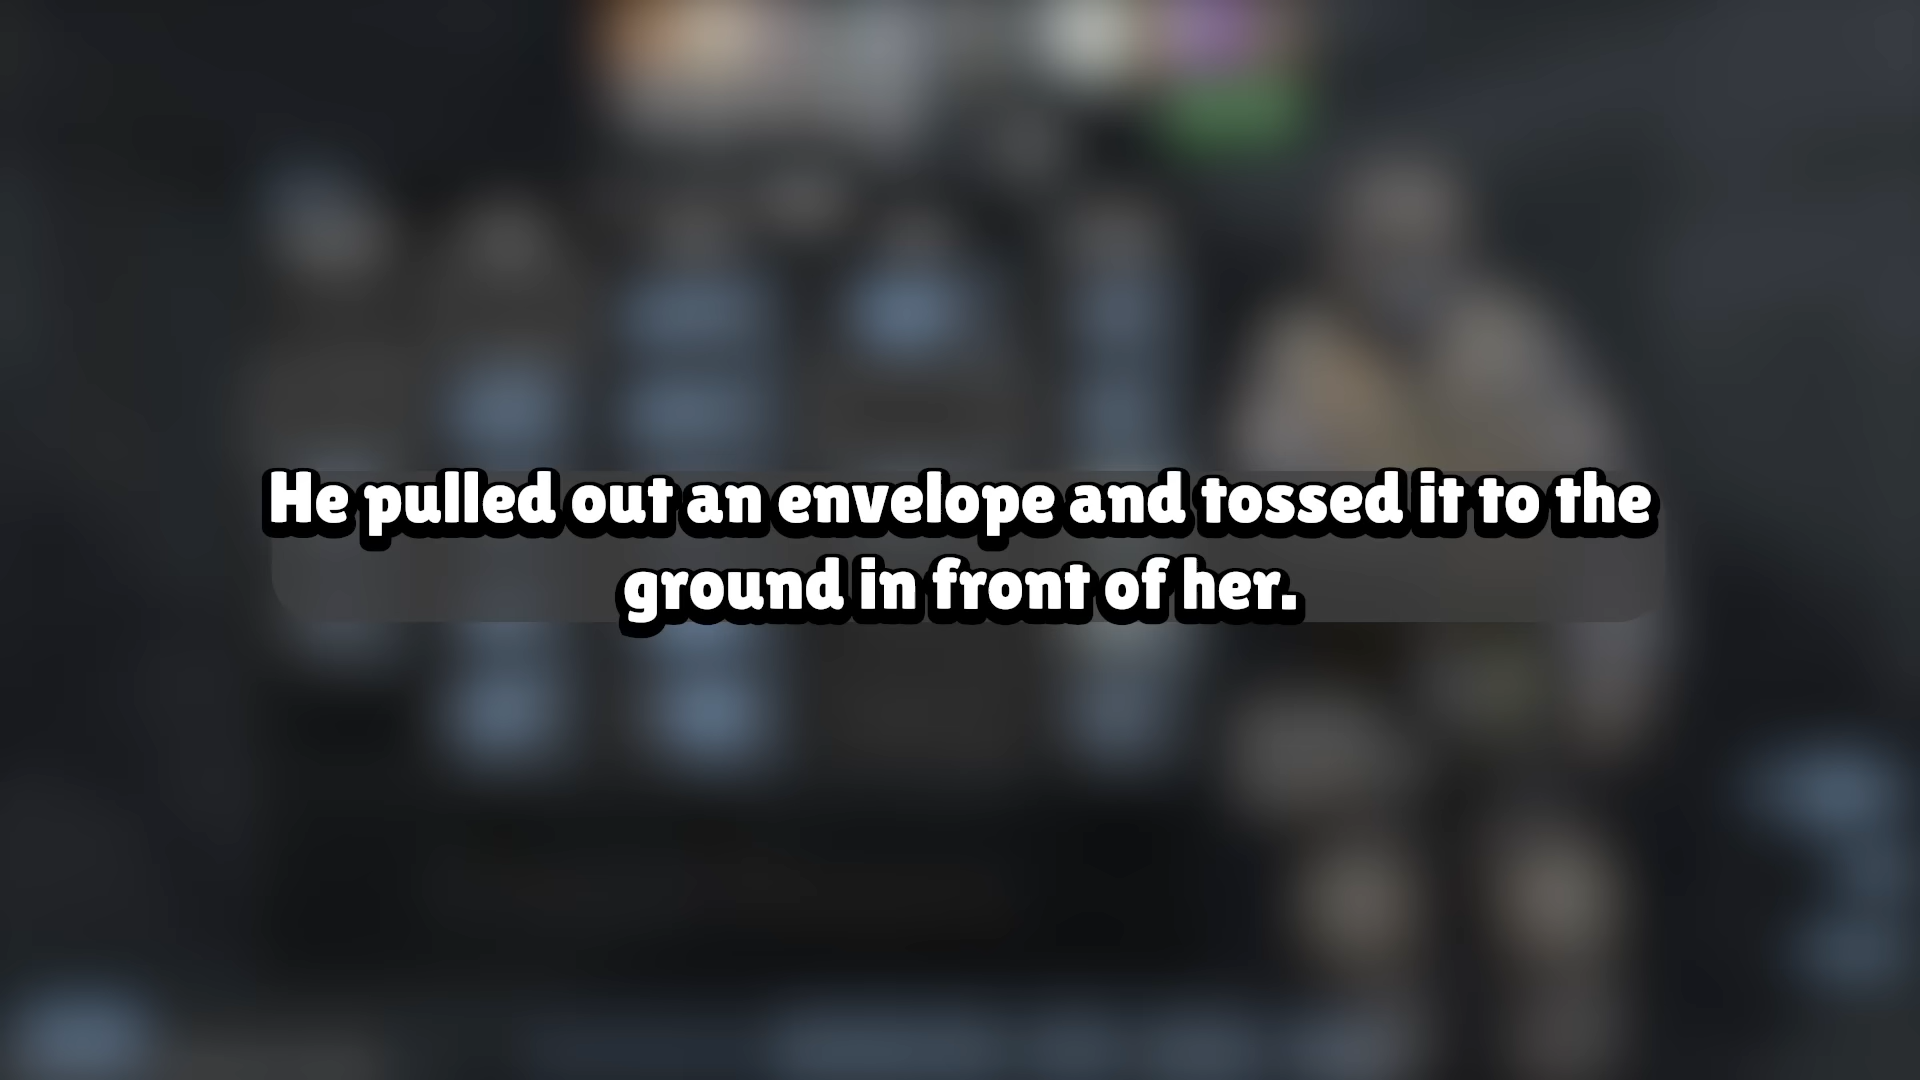 He pulled out an envelope and tossed it to the
ground in front of her.